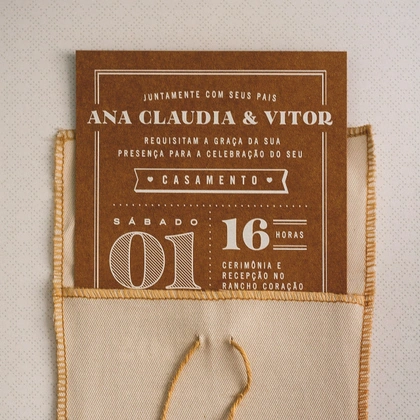 JUNTAMENTE COM SEUS PAIS
ANA CLAUDIA & VITOR
REQUISITAM A GRAÇA DA SUA
PRESENÇA PARA A CELEBRAÇÃO DO SEU
CASAMENTO
SÁBADO
01
16 HORAS
CERIMÔNIA E
RECEPÇÃO NO
RANCHO CORAÇÃO